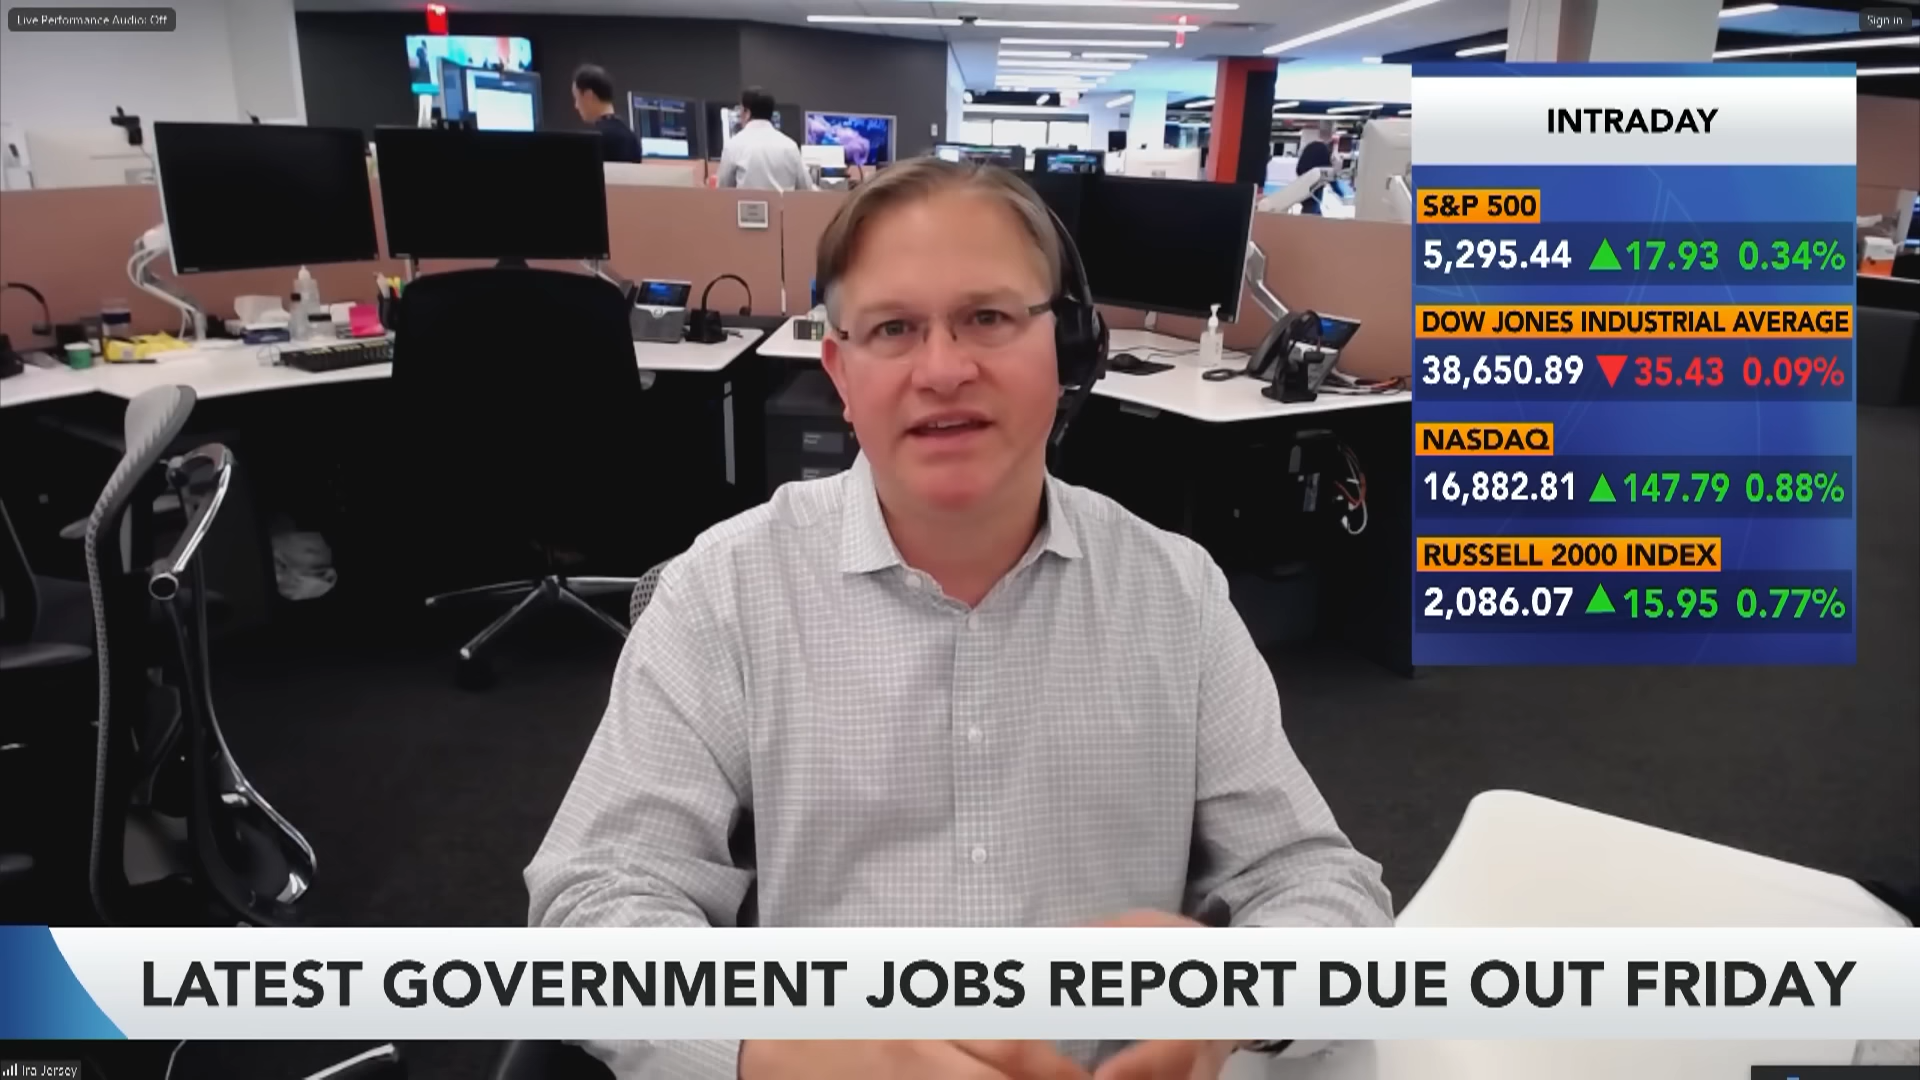 Live Performance Audio: Off
Sign in
INTRADAY
S&P 500
5,295.44 ▲17.93 0.34%
DOW JONES INDUSTRIAL AVERAGE
38,650.89 ▼35.43 0.09%
NASDAQ
16,882.81 ▲147.79 0.88%
RUSSELL 2000 INDEX
2,086.07 ▲15.95 0.77%
LATEST GOVERNMENT JOBS REPORT DUE OUT FRIDAY
Ira Jersey